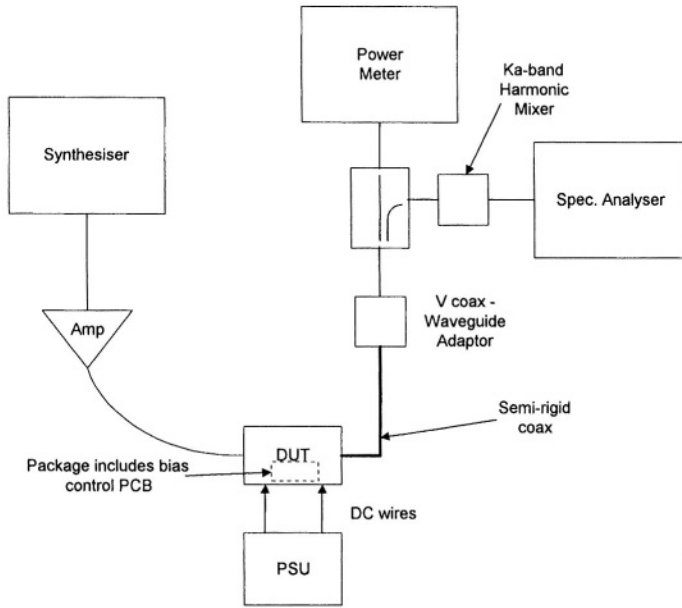 Power
Meter
Ka-band
Harmonic
Mixer
Synthesiser
Spec. Analyser
V coax -
Waveguide
Adaptor
Amp
Semi-rigid
coax
DUT
Package includes bias
control PCB
DC wires
PSU